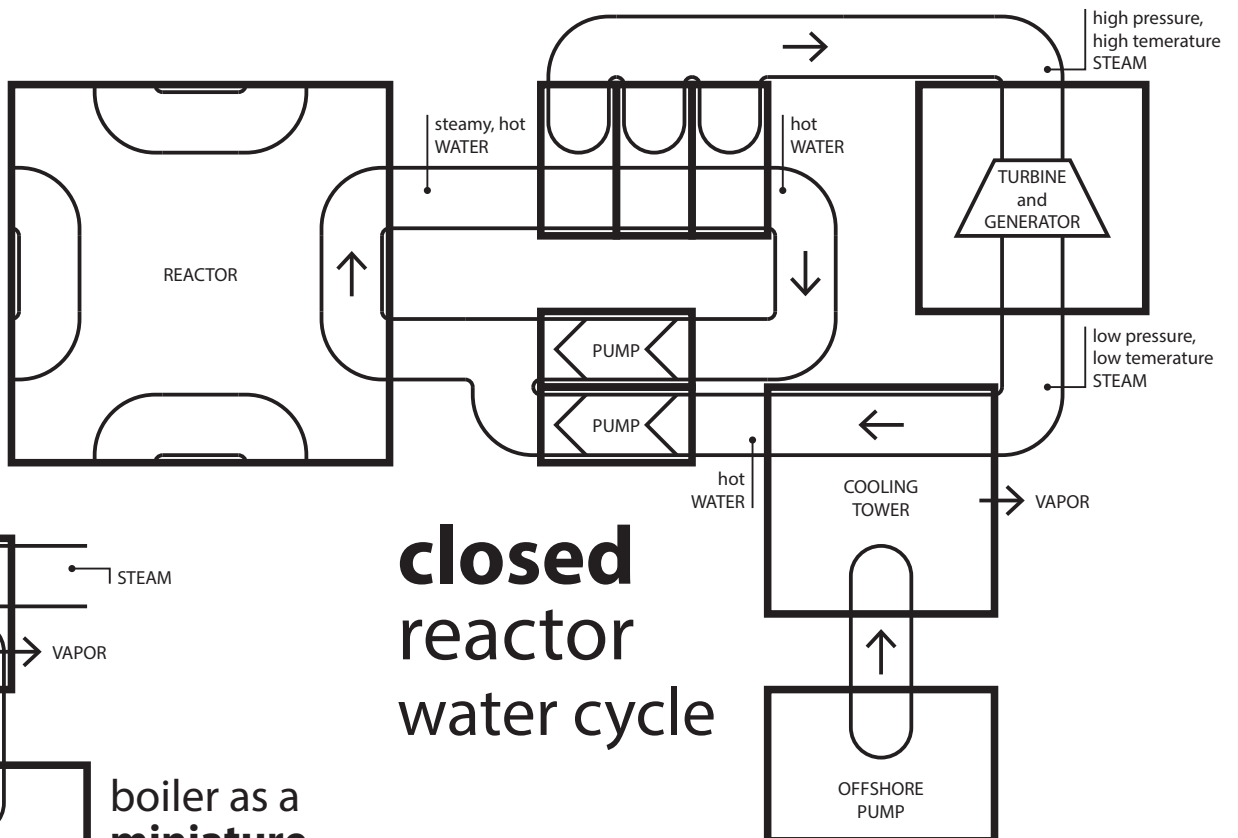 high pressure,
high temerature
STEAM
steamy, hot
WATER
hot
WATER
TURBINE
and
GENERATOR
REACTOR
low pressure,
low temerature
STEAM
PUMP
PUMP
hot
WATER
COOLING
TOWER
VAPOR
closed
reactor
water cycle
STEAM
VAPOR
OFFSHORE
PUMP
boiler as a
miniature